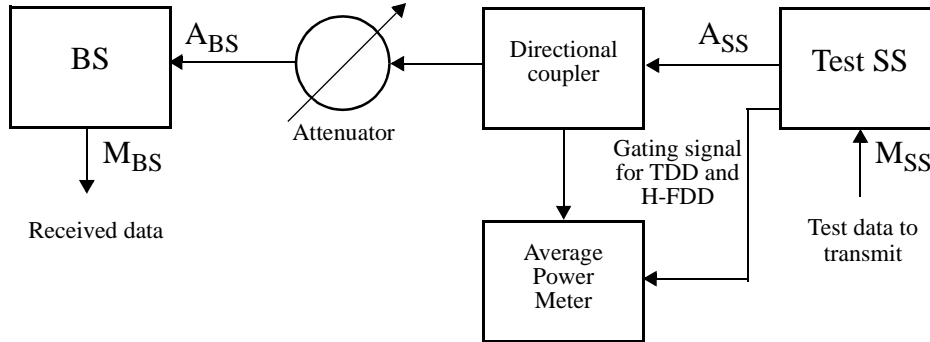 BS
A_BS
Attenuator
Directional
coupler
A_SS
Test SS
M_BS
Received data
Gating signal
for TDD and
H-FDD
M_SS
Test data to
transmit
Average
Power
Meter